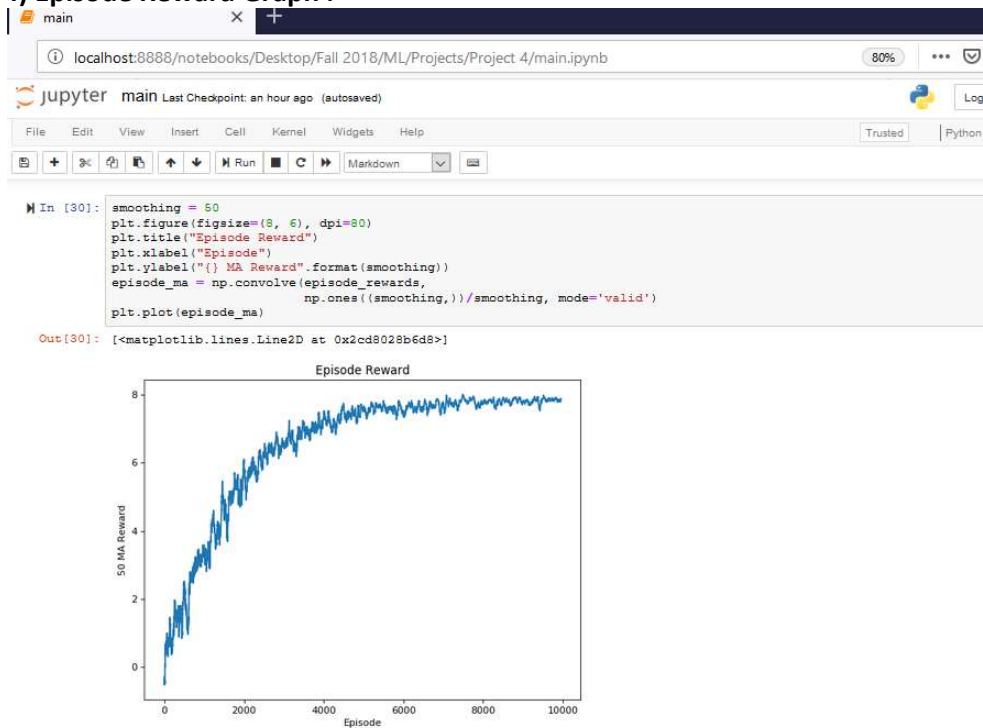 Episode Reward Graph :
main
localhost:8888/notebooks/Desktop/Fall 2018/ML/Projects/Project 4/main.ipynb
80%
jupyter main Last Checkpoint: an hour ago (autosaved)
Log
File Edit View Insert Cell Kernel Widgets Help
Trusted Python
Run Markdown
In [30]: smoothing = 50
plt.figure(figsize=(8, 6), dpi=80)
plt.title("Episode Reward")
plt.xlabel("Episode")
plt.ylabel("{} MA Reward".format(smoothing))
episode_ma = np.convolve(episode_rewards,
np.ones((smoothing,))/smoothing, mode='valid')
plt.plot(episode_ma)
Out[30]: [<matplotlib.lines.Line2D at 0x2cd8028b6d8>]
Episode Reward
8
6
4
2
0
50 MA Reward
0 2000 4000 6000 8000 10000
Episode